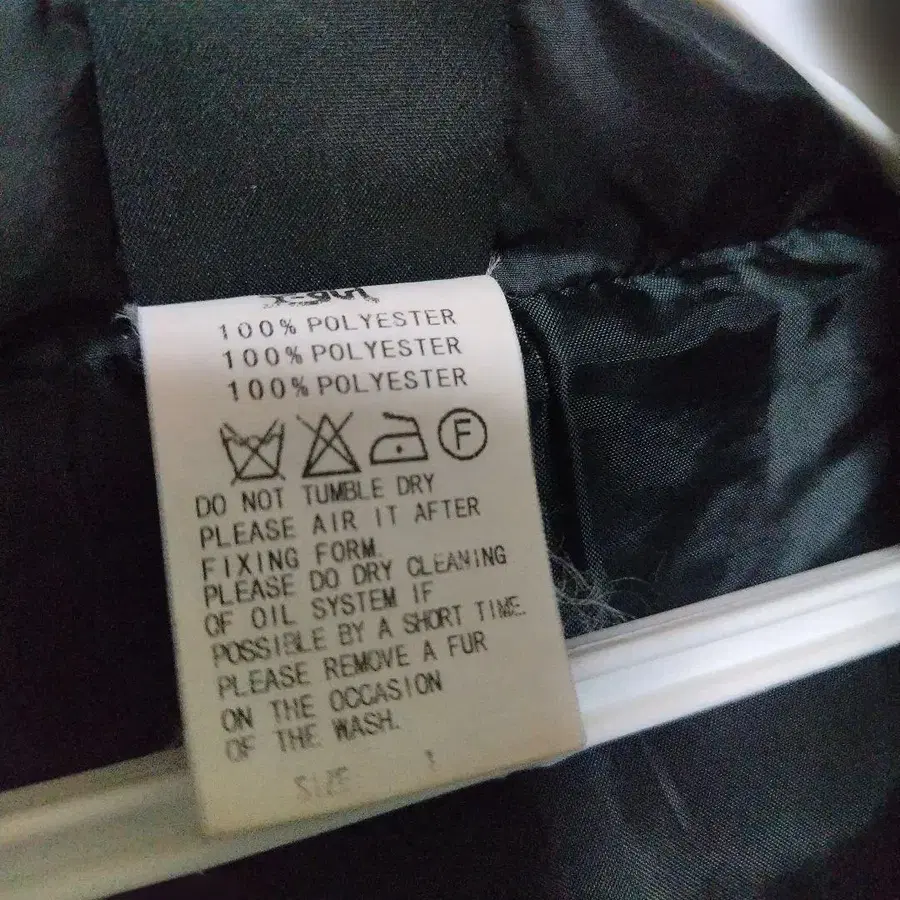 100% POLYESTER
100% POLYESTER
100% POLYESTER
F
DO NOT TUMBLE DRY
PLEASE AIR IT AFTER
FIXING FORM.
PLEASE DO DRY CLEANING
OF OIL SYSTEM IF
POSSIBLE BY A SHORT TIME.
PLEASE REMOVE A FUR
ON THE OCCASION
OF THE WASH.
SIZE